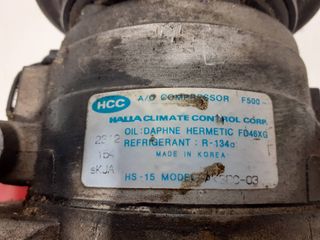 HCC A/C COMPRESSOR F500
HALLA CLIMATE CONTROL CORP.
OIL: DAPHNE HERMETIC FD46XG
REFRIGERANT: R-134a
MADE IN KOREA
HS-15 MODEL